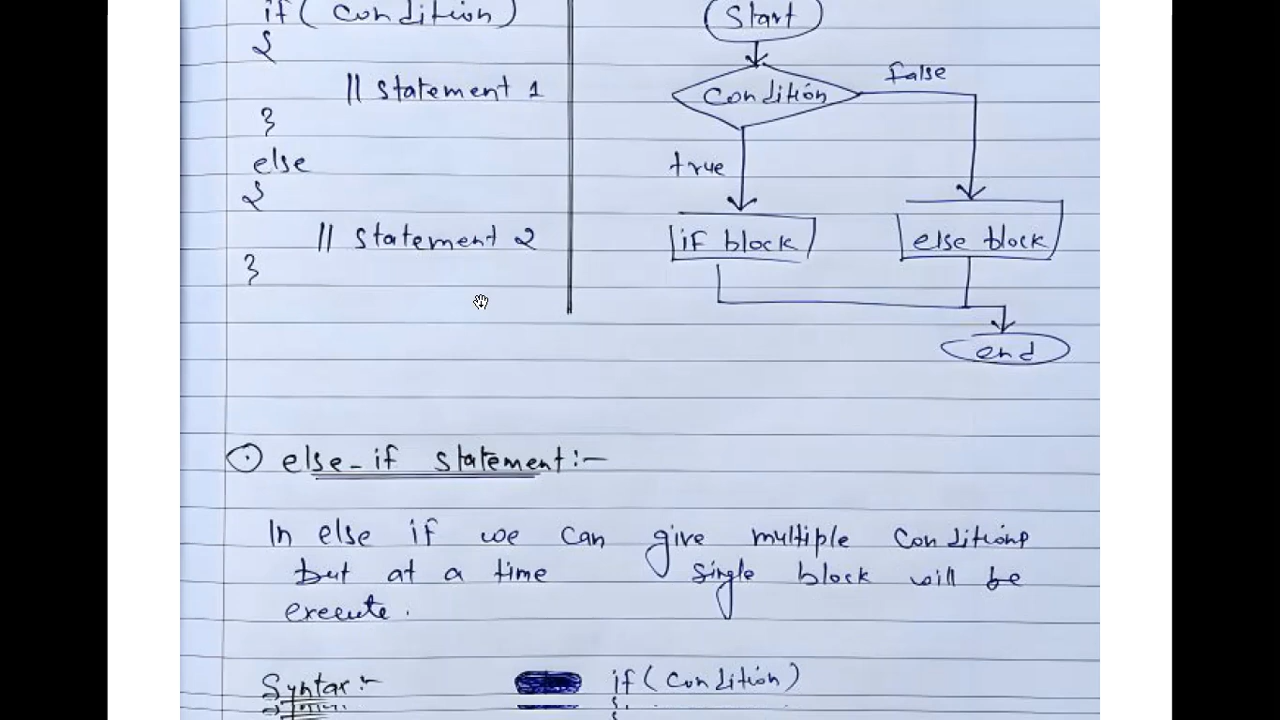 if ( Condition )
{
// statement 1
}
else
{
// statement 2
}
Start
Condition
false
true
if block
else block
end
⊙ else-if statement:-
In else if we can give multiple Conditions
but at a time single block will be
execute.
Syntax:-
if ( Condition )
{